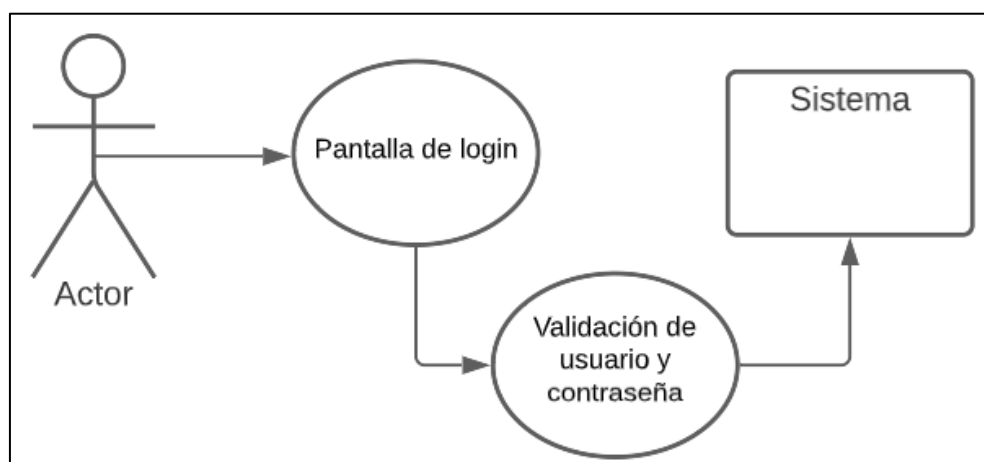 Actor
Pantalla de login
Validación de
usuario y
contraseña
Sistema